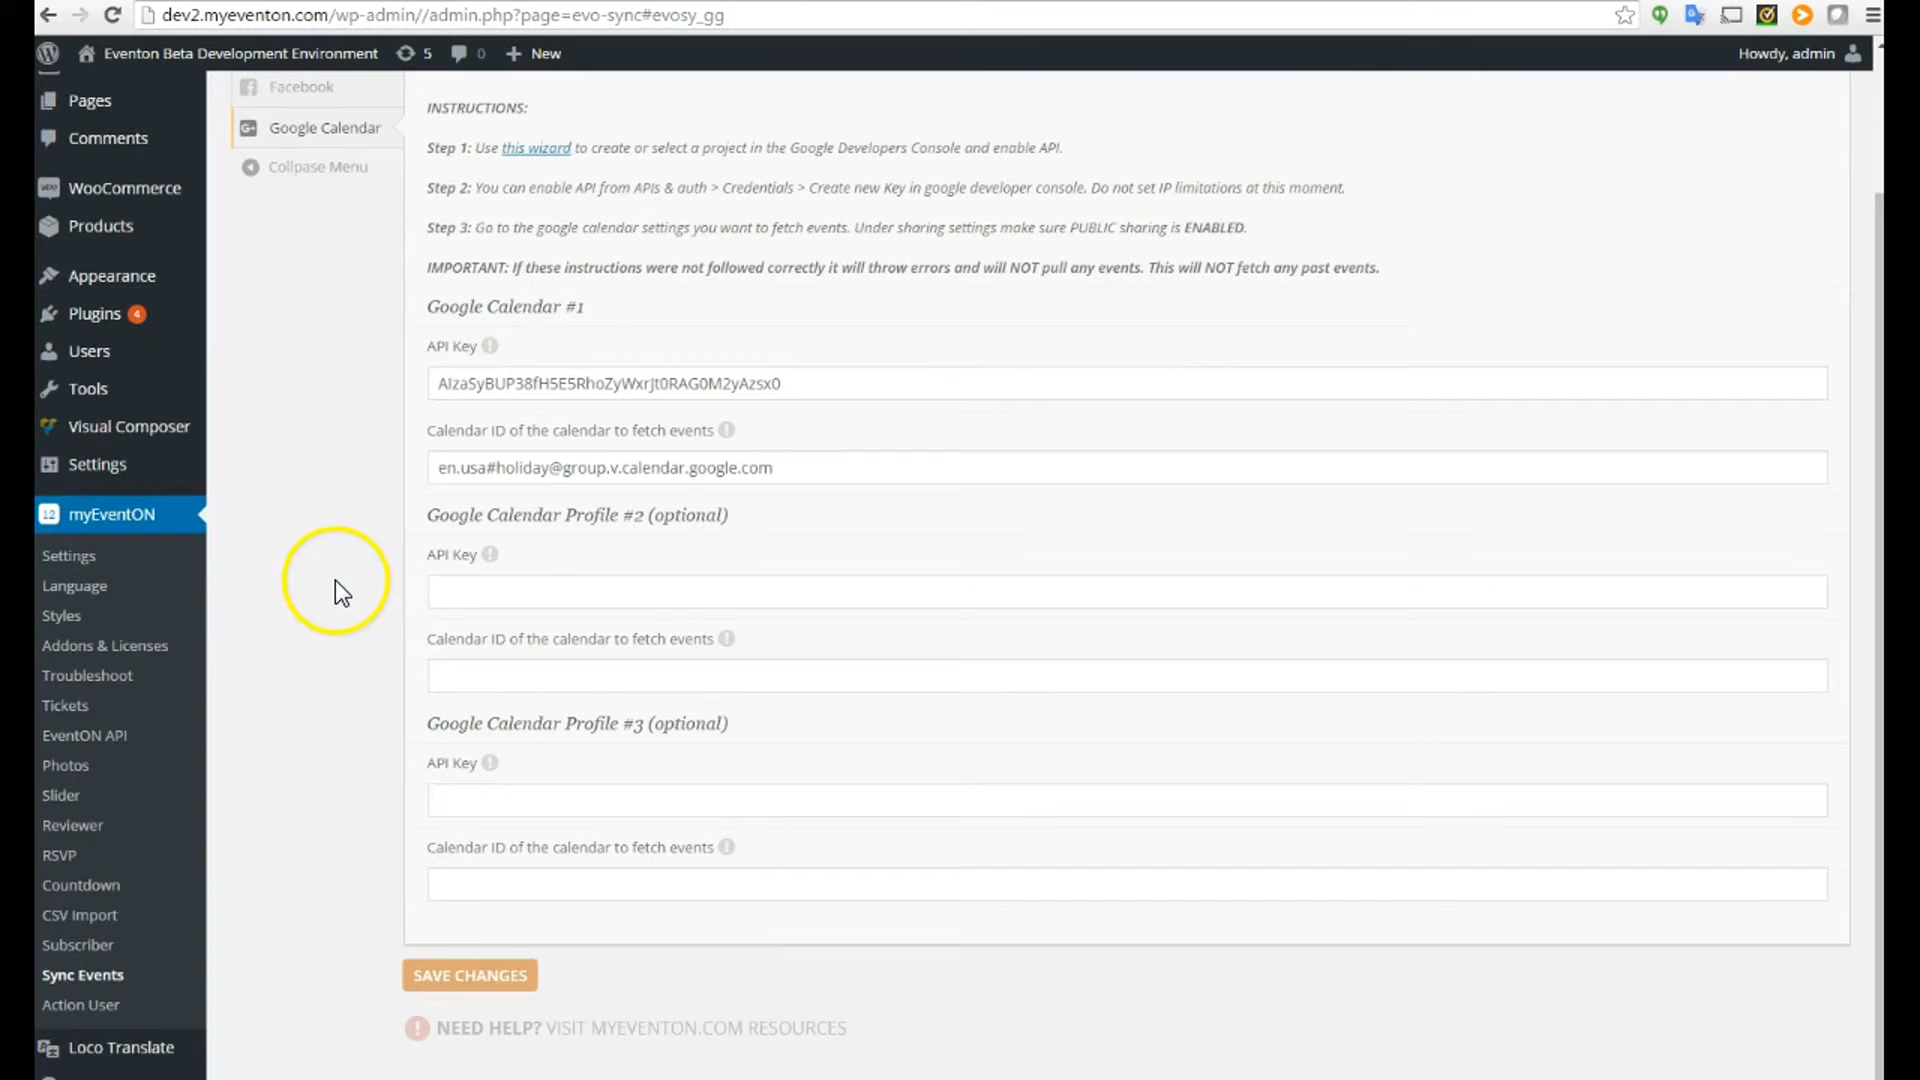 dev2.myeventon.com/wp-admin//admin.php?page=evo-sync#evosy_gg
Eventon Beta Development Environment 5 0 New Howdy, admin
Pages
Comments
WooCommerce
Products
Appearance
Plugins 4
Users
Tools
Visual Composer
Settings
12 myEventON
Settings
Language
Styles
Addons & Licenses
Troubleshoot
Tickets
EventON API
Photos
Slider
Reviewer
RSVP
Countdown
CSV Import
Subscriber
Sync Events
Action User
Loco Translate
Facebook
Google Calendar
Collpase Menu
INSTRUCTIONS:
Step 1: Use this wizard to create or select a project in the Google Developers Console and enable API.
Step 2: You can enable API from APIs & auth > Credentials > Create new Key in google developer console. Do not set IP limitations at this moment.
Step 3: Go to the google calendar settings you want to fetch events. Under sharing settings make sure PUBLIC sharing is ENABLED.
IMPORTANT: If these instructions were not followed correctly it will throw errors and will NOT pull any events. This will NOT fetch any past events.
Google Calendar #1
API Key
AIzaSyBUP38fH5E5RhoZyWxrJt0RAG0M2yAzsx0
Calendar ID of the calendar to fetch events
en.usa#holiday@group.v.calendar.google.com
Google Calendar Profile #2 (optional)
API Key
Calendar ID of the calendar to fetch events
Google Calendar Profile #3 (optional)
API Key
Calendar ID of the calendar to fetch events
SAVE CHANGES
NEED HELP? VISIT MYEVENTON.COM RESOURCES